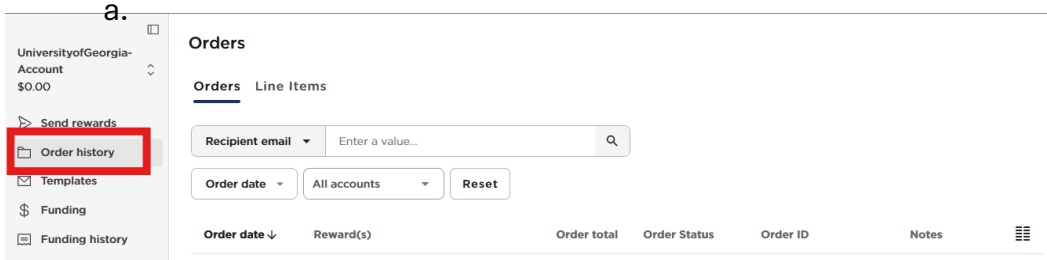 a.
UniversityofGeorgia-
Account
$0.00
Send rewards
Order history
Templates
Funding
Funding history
Orders
Orders Line Items
Recipient email Enter a value...
Order date All accounts Reset
Order date Reward(s) Order total Order Status Order ID Notes